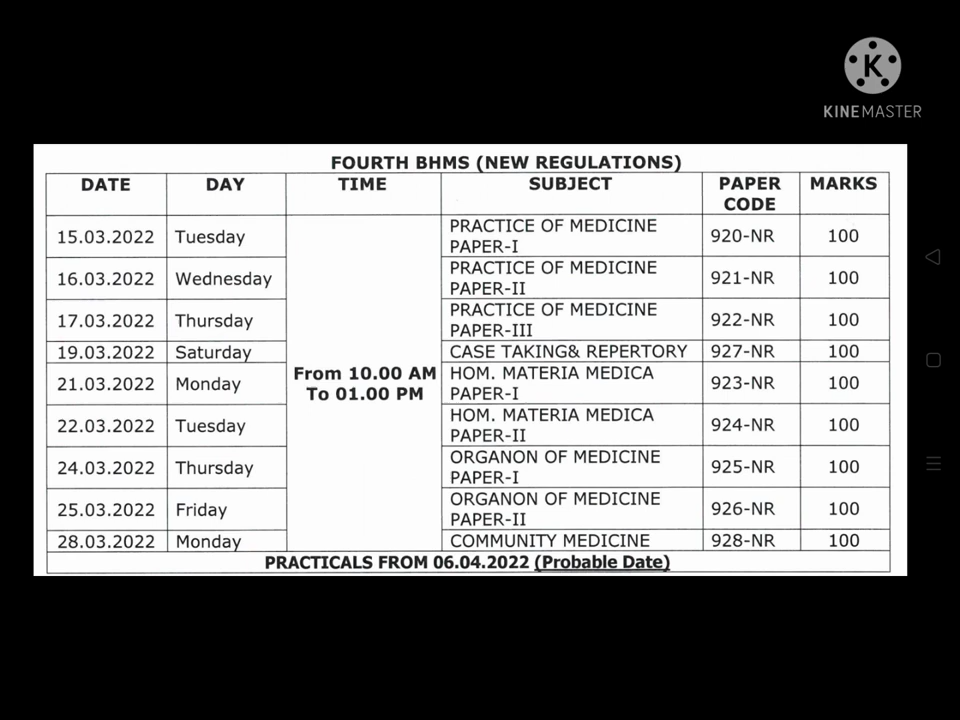 KINEMASTER
FOURTH BHMS (NEW REGULATIONS)
DATE DAY TIME SUBJECT PAPER CODE MARKS
15.03.2022 Tuesday From 10.00 AM To 01.00 PM PRACTICE OF MEDICINE PAPER-I 920-NR 100
16.03.2022 Wednesday PRACTICE OF MEDICINE PAPER-II 921-NR 100
17.03.2022 Thursday PRACTICE OF MEDICINE PAPER-III 922-NR 100
19.03.2022 Saturday CASE TAKING& REPERTORY 927-NR 100
21.03.2022 Monday HOM. MATERIA MEDICA PAPER-I 923-NR 100
22.03.2022 Tuesday HOM. MATERIA MEDICA PAPER-II 924-NR 100
24.03.2022 Thursday ORGANON OF MEDICINE PAPER-I 925-NR 100
25.03.2022 Friday ORGANON OF MEDICINE PAPER-II 926-NR 100
28.03.2022 Monday COMMUNITY MEDICINE 928-NR 100
PRACTICALS FROM 06.04.2022 (Probable Date)